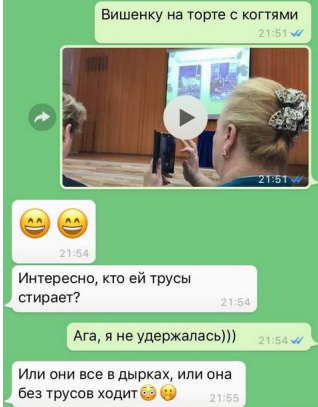 Вишенку на торте с когтями
21:51
21:51
21:54
Интересно, кто ей трусы
стирает?
21:54
Ага, я не удержалась)))
21:54
Или они все в дырках, или она
без трусов ходит😳🤫
21:55